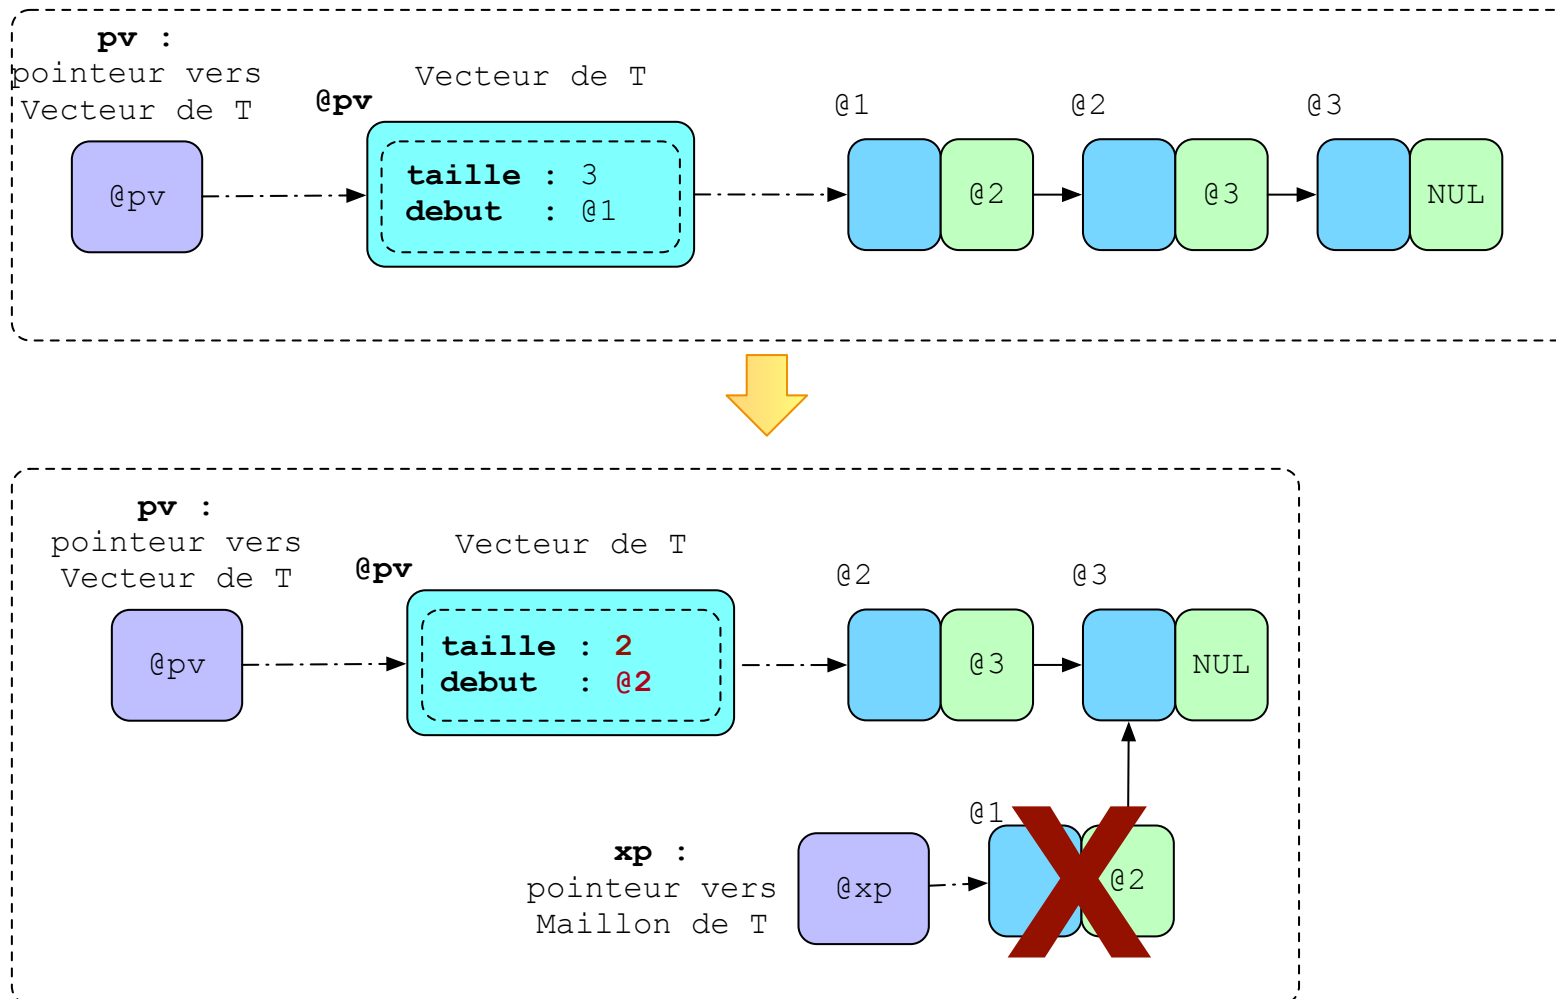 pv :
pointeur vers
Vecteur de T
@pv
Vecteur de T
@pv
taille : 3
debut : @1
@1
@2
@3
@2
@3
NUL
pv :
pointeur vers
Vecteur de T
@pv
Vecteur de T
@pv
taille : 2
debut : @2
@2
@3
@3
NUL
xp :
pointeur vers
Maillon de T
@xp
@1
@2